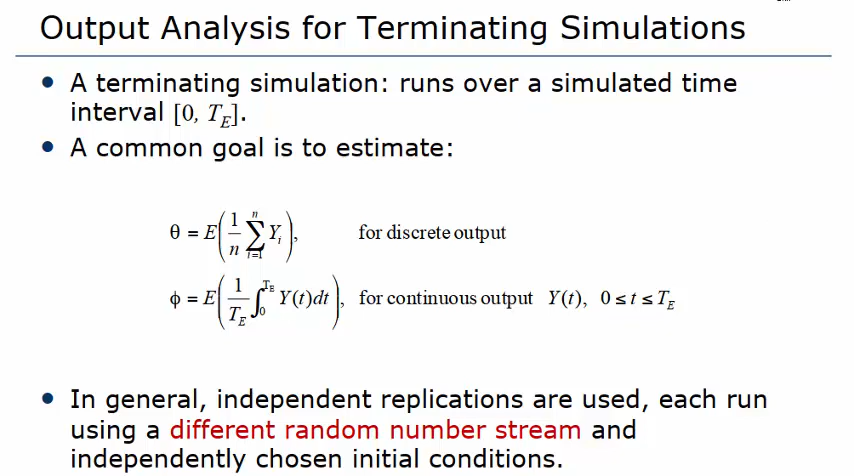 Output Analysis for Terminating Simulations
• A terminating simulation: runs over a simulated time
interval [0, T_E].
• A common goal is to estimate:
θ = E(1/n ∑_{i=1}^{n} Y_i), for discrete output
ϕ = E(1/T_E ∫_0^{T_E} Y(t)dt), for continuous output Y(t), 0 ≤ t ≤ T_E
• In general, independent replications are used, each run
using a different random number stream and
independently chosen initial conditions.